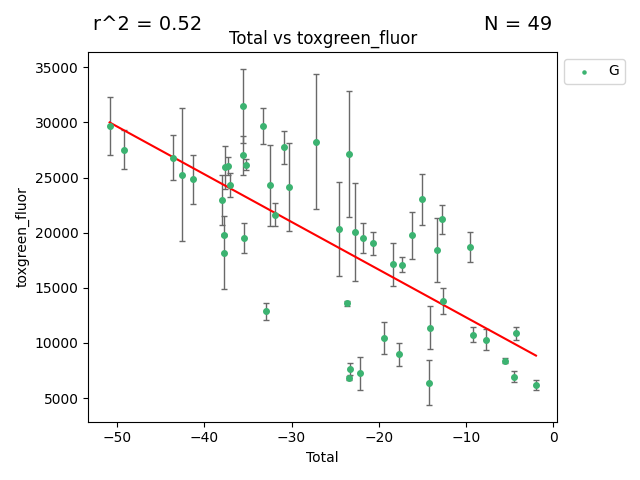 r^2 = 0.52
N = 49
Total vs toxgreen_fluor
G
35000
30000
25000
20000
15000
10000
5000
toxgreen_fluor
−50
−40
−30
−20
−10
0
Total